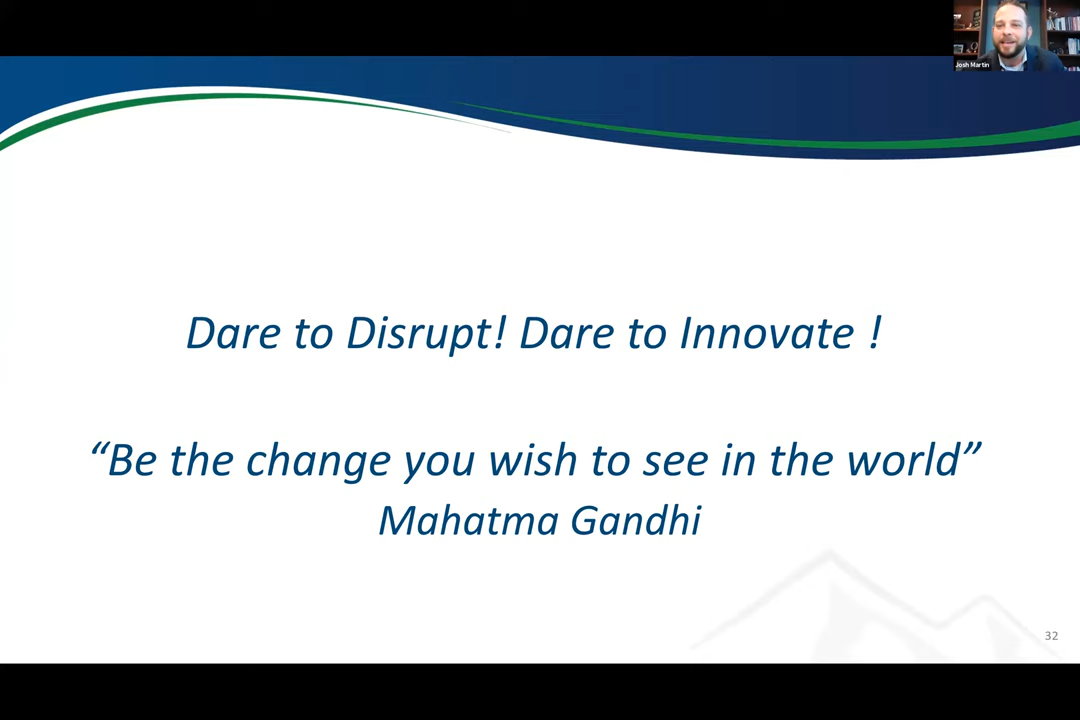 Josh Martin
Dare to Disrupt! Dare to Innovate !
“Be the change you wish to see in the world”
Mahatma Gandhi
32